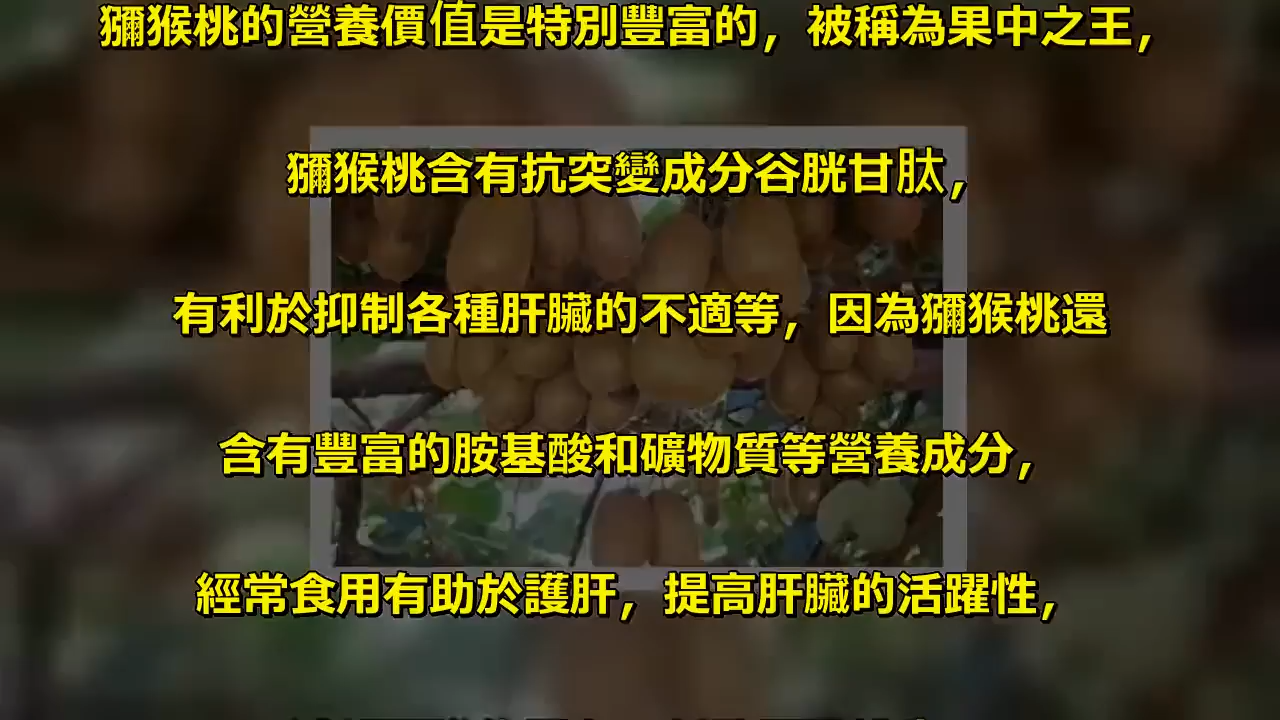 獼猴桃的營養價值是特別豐富的，被稱為果中之王，
獼猴桃含有抗突變成分谷胱甘肽，
有利於抑制各種肝臟的不適等，因為獼猴桃還
含有豐富的胺基酸和礦物質等營養成分，
經常食用有助於護肝，提高肝臟的活躍性，